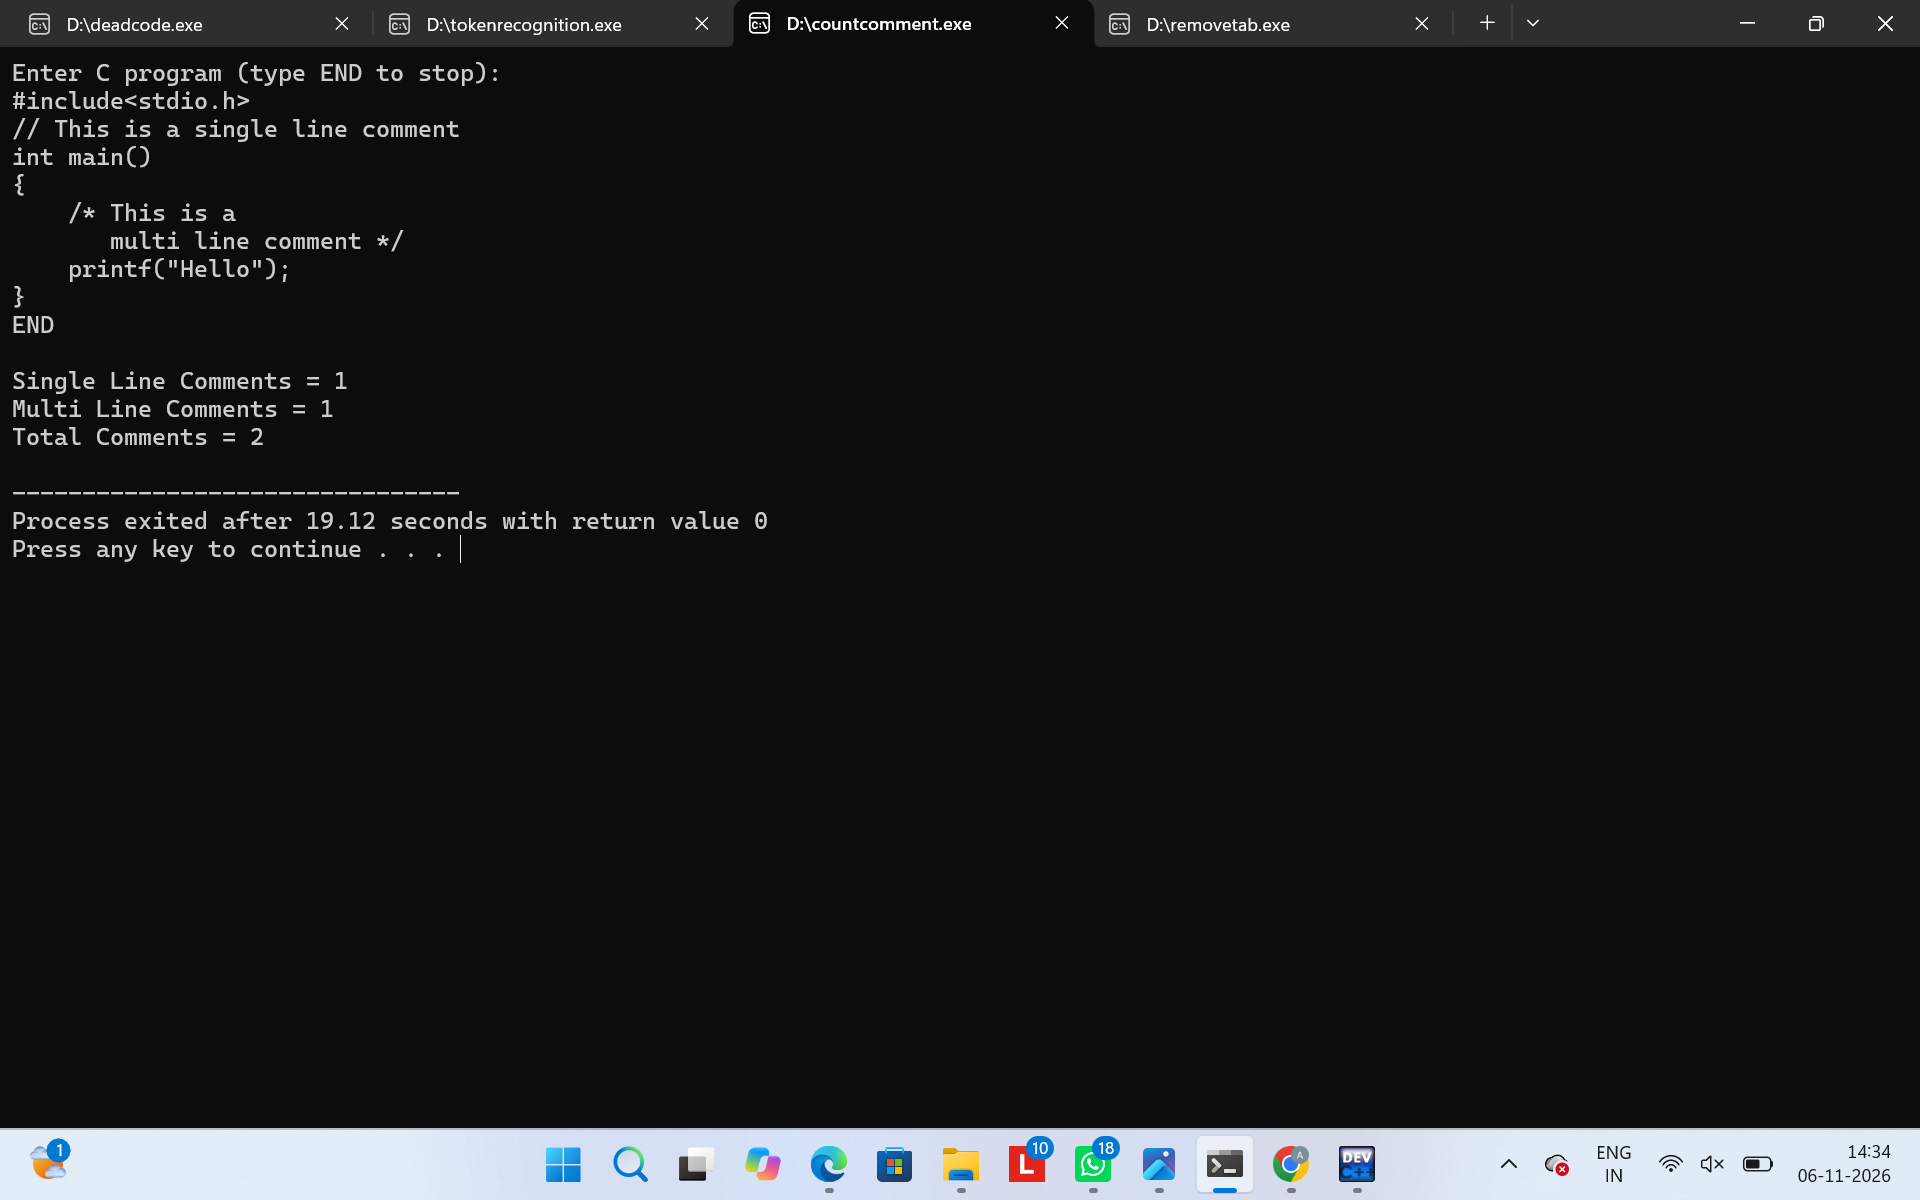 D:\deadcode.exe
D:\tokenrecognition.exe
D:\countcomment.exe
D:\removetab.exe
Enter C program (type END to stop):
#include<stdio.h>
// This is a single line comment
int main()
{
    /* This is a
       multi line comment */
    printf("Hello");
}
END

Single Line Comments = 1
Multi Line Comments = 1
Total Comments = 2

--------------------------------
Process exited after 19.12 seconds with return value 0
Press any key to continue . . .
1
L
10
18
A
DEV
C++
ENG
IN
14:34
06-11-2026